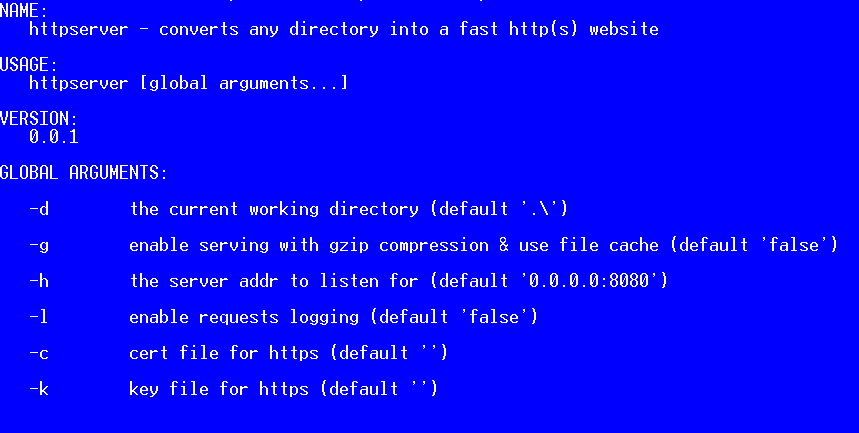 NAME:
httpserver - converts any directory into a fast http(s) website
USAGE:
httpserver [global arguments...]
VERSION:
0.0.1
GLOBAL ARGUMENTS:
-d the current working directory (default '.\')
-g enable serving with gzip compression & use file cache (default 'false')
-h the server addr to listen for (default '0.0.0.0:8080')
-l enable requests logging (default 'false')
-c cert file for https (default '')
-k key file for https (default '')